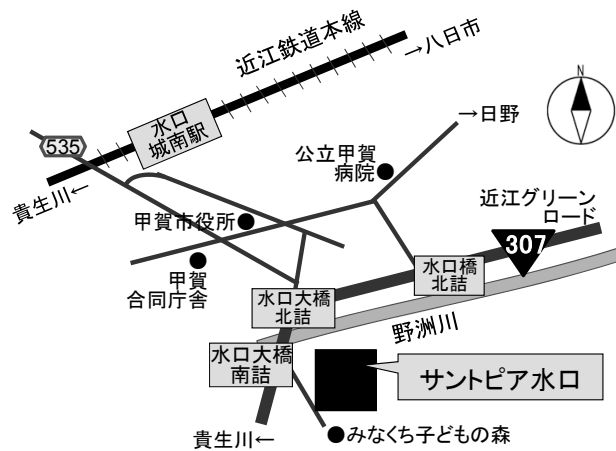 近江鉄道本線
→八日市
N
水口
城南駅
535
貴生川←
→日野
公立甲賀
病院
近江グリーン
ロード
307
甲賀市役所
甲賀
合同庁舎
水口大橋
北詰
水口橋
北詰
野洲川
水口大橋
南詰
サントピア水口
貴生川←
みなくち子どもの森